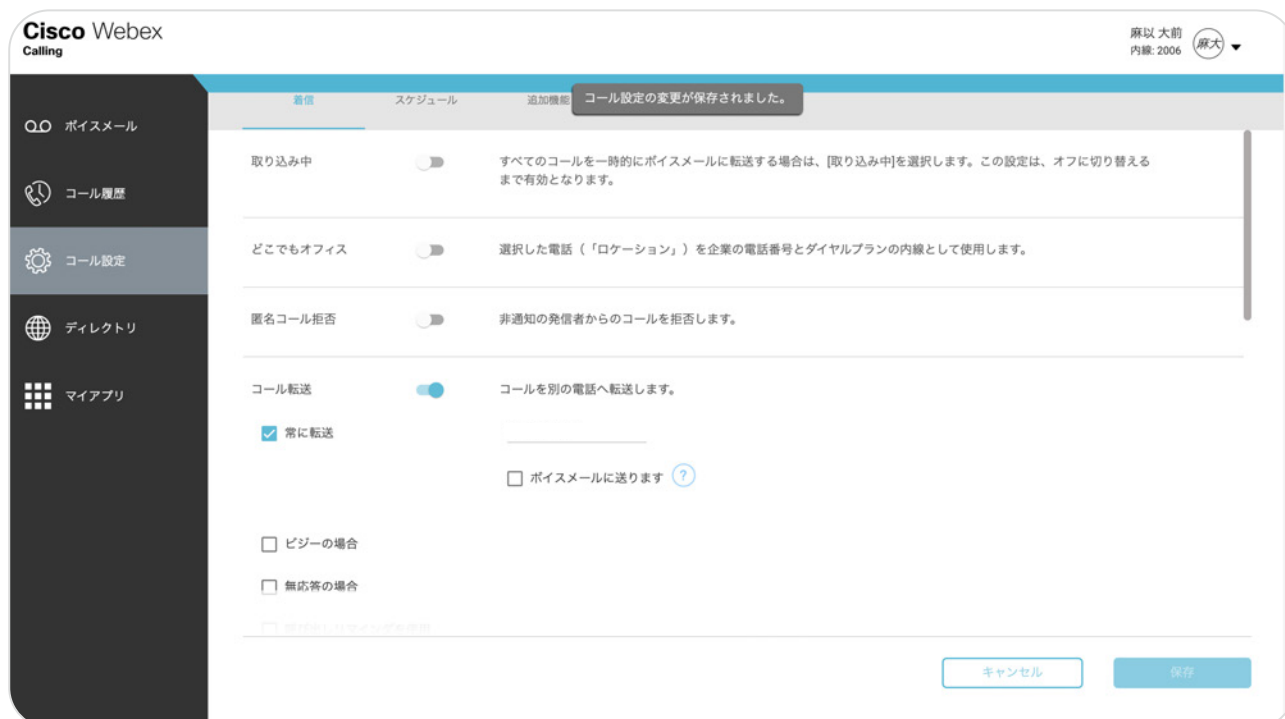 Cisco Webex
Calling
麻以 大前
内線: 2006
麻大
着信
スケジュール
追加機能
コール設定の変更が保存されました。
ボイスメール
コール履歴
コール設定
ディレクトリ
マイアプリ
取り込み中
すべてのコールを一時的にボイスメールに転送する場合は、[取り込み中]を選択します。この設定は、オフに切り替える
まで有効となります。
どこでもオフィス
選択した電話（「ロケーション」）を企業の電話番号とダイヤルプランの内線として使用します。
匿名コール拒否
非通知の発信者からのコールを拒否します。
コール転送
コールを別の電話へ転送します。
常に転送
ボイスメールに送ります ?
ビジーの場合
無応答の場合
キャンセル
保存